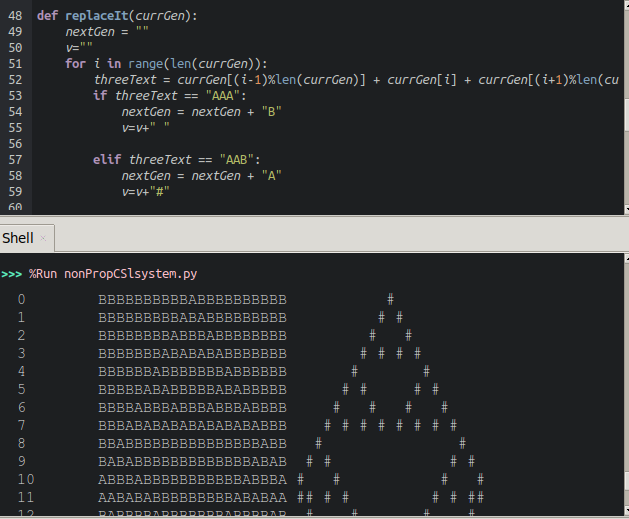 48 def replaceIt(currGen):
49     nextGen = ""
50     v=""
51     for i in range(len(currGen)):
52         threeText = currGen[(i-1)%len(currGen)] + currGen[i] + currGen[(i+1)%len(cu
53         if threeText == "AAA":
54             nextGen = nextGen + "B"
55             v=v+" "
56
57         elif threeText == "AAB":
58             nextGen = nextGen + "A"
59             v=v+"#"
60
Shell
>>> %Run nonPropCSlsystem.py
0 BBBBBBBBBBABBBBBBBBBB           #
1 BBBBBBBBBABABBBBBBBBB          # #
2 BBBBBBBBABBBABBBBBBBB         #   #
3 BBBBBBBABABABABBBBBBB        # # # #
4 BBBBBBABBBBBBBABBBBBB       #       #
5 BBBBBABABBBBBABABBBBB      # #     # #
6 BBBBABBBABBBABBBABBBB     #   #   #   #
7 BBBABABABABABABABABBB    # # # # # # # #
8 BBABBBBBBBBBBBBBBBABB   #               #
9 BABABBBBBBBBBBBBBABAB  # #             # #
10 ABBBABBBBBBBBBBBABBBA #   #           #   #
11 AABABABBBBBBBBBABABAA ## # #         # # ##
12 BABBBBABBBBBBBABBBBAB  #    #       #    #